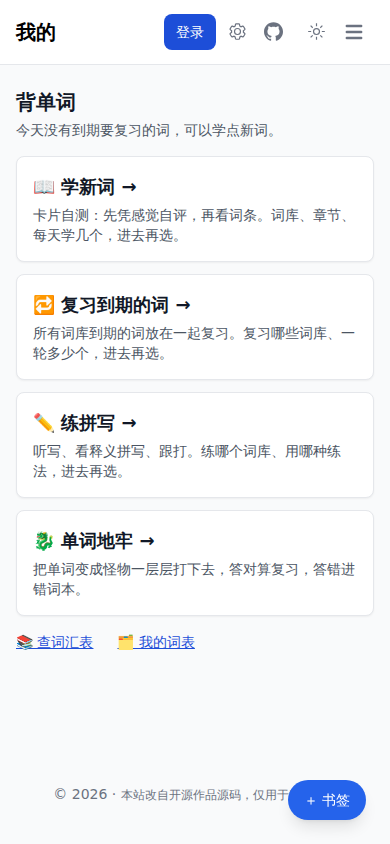 我的
登录
背单词
今天没有到期要复习的词，可以学点新词。
📖 学新词 →
卡片自测：先凭感觉自评，再看词条。词库、章节、
每天学几个，进去再选。
🔁 复习到期的词 →
所有词库到期的词放在一起复习。复习哪些词库、一
轮多少个，进去再选。
✏️ 练拼写 →
听写、看释义拼写、跟打。练哪个词库、用哪种练
法，进去再选。
🐉 单词地牢 →
把单词变成怪物一层层打下去，答对算复习，答错进
错词本。
📚 查词汇表 🗂️ 我的词表
© 2026 · 本站改自开源作品源码，仅用于
＋ 书签